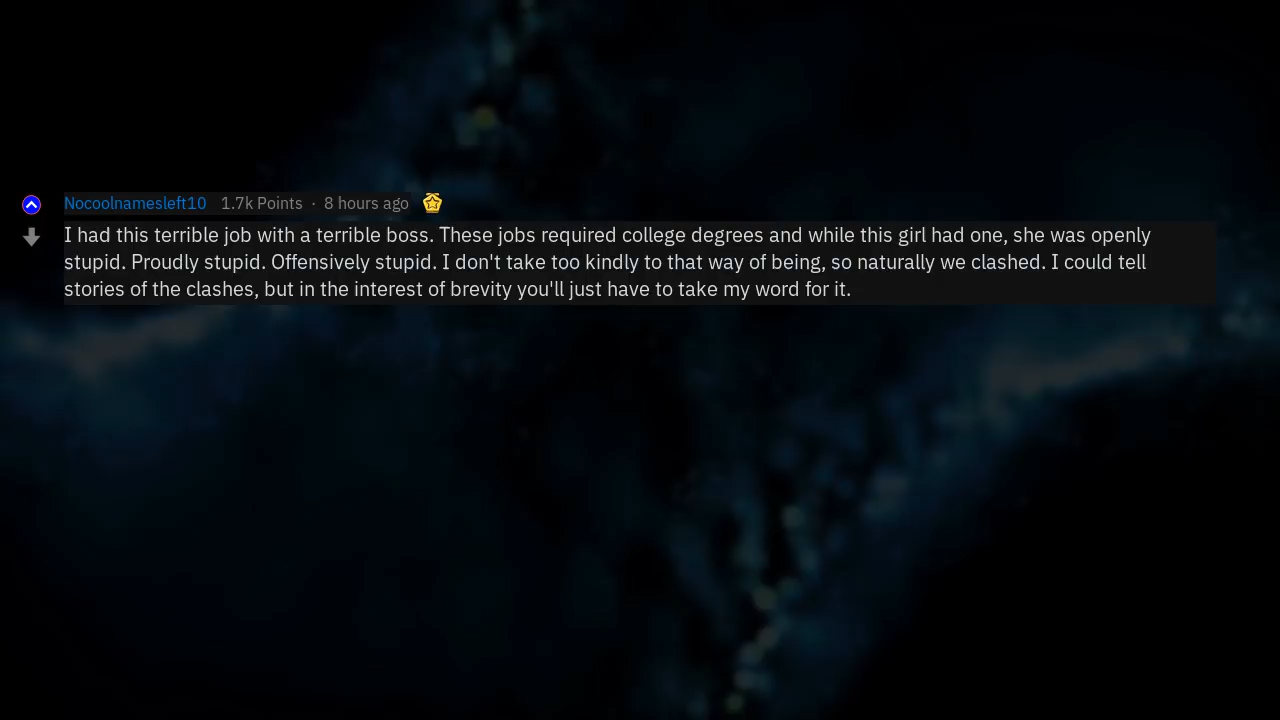 Nocoolnamesleft10 1.7k Points · 8 hours ago
I had this terrible job with a terrible boss. These jobs required college degrees and while this girl had one, she was openly
stupid. Proudly stupid. Offensively stupid. I don't take too kindly to that way of being, so naturally we clashed. I could tell
stories of the clashes, but in the interest of brevity you'll just have to take my word for it.